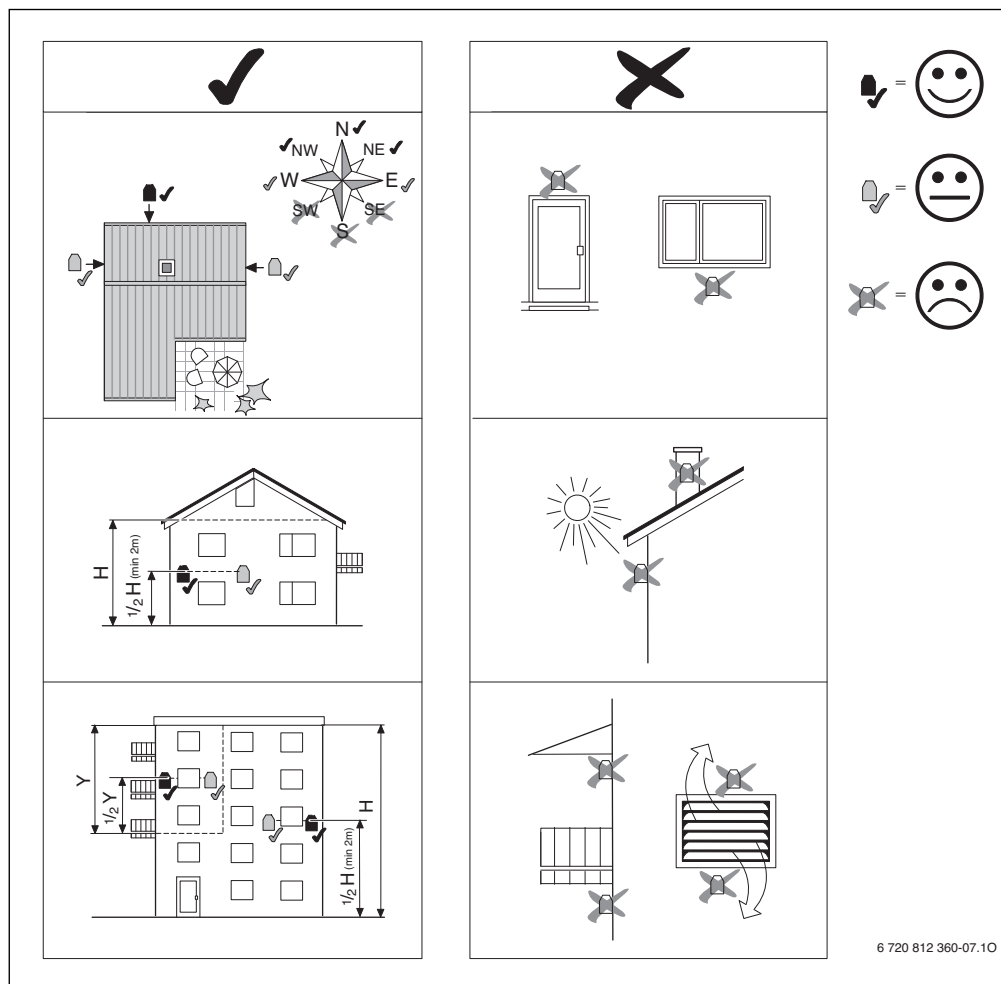 N
NW NE
W E
SW SE
S
=
=
=
H
1/2 H (min 2m)
Y
1/2 Y
H
1/2 H (min 2m)
6 720 812 360-07.1O